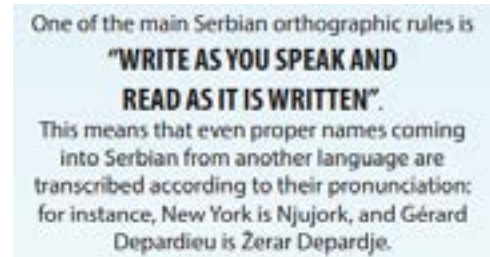 One of the main Serbian orthographic rules is
"WRITE AS YOU SPEAK AND
READ AS IT IS WRITTEN".
This means that even proper names coming
into Serbian from another language are
transcribed according to their pronunciation:
for instance, New York is Njujork, and Gérard
Depardieu is Žerar Depardje.